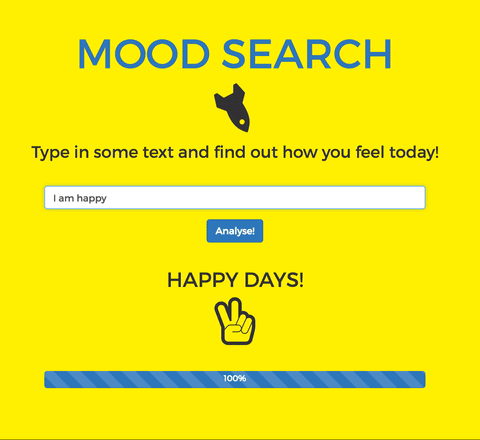 MOOD SEARCH
Type in some text and find out how you feel today!
I am happy
Analyse!
HAPPY DAYS!
100%